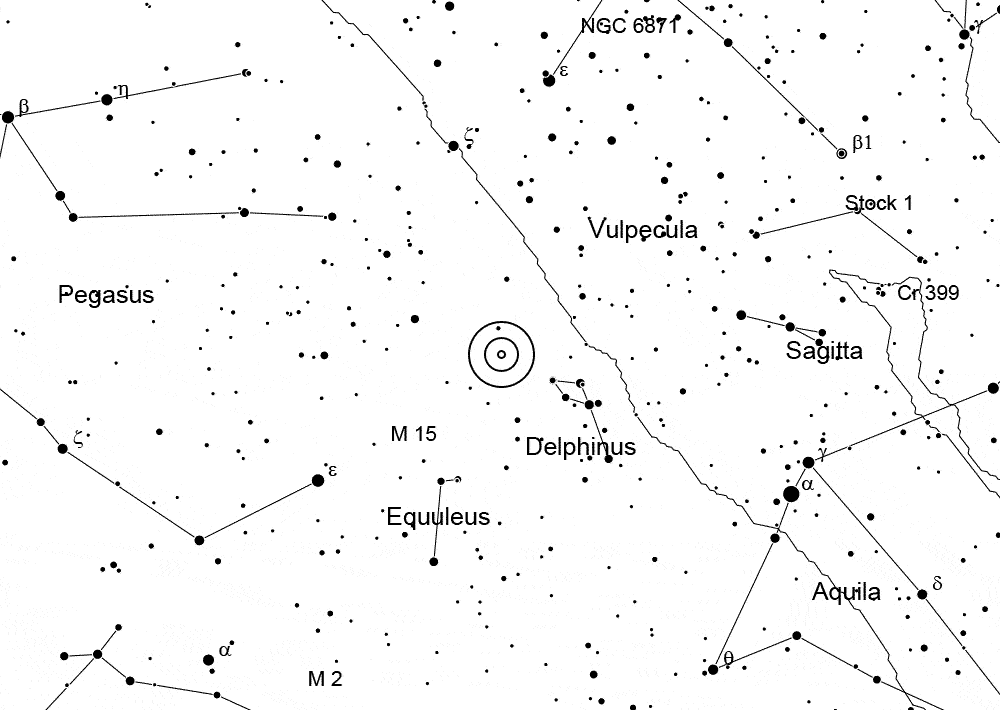 NGC 6871
γ
ε
β
η
ζ
β1
Stock 1
Vulpecula
Pegasus
Cr 399
Sagitta
M 15
Delphinus
ζ
γ
ε
α
Equuleus
Aquila
δ
α
θ
M 2